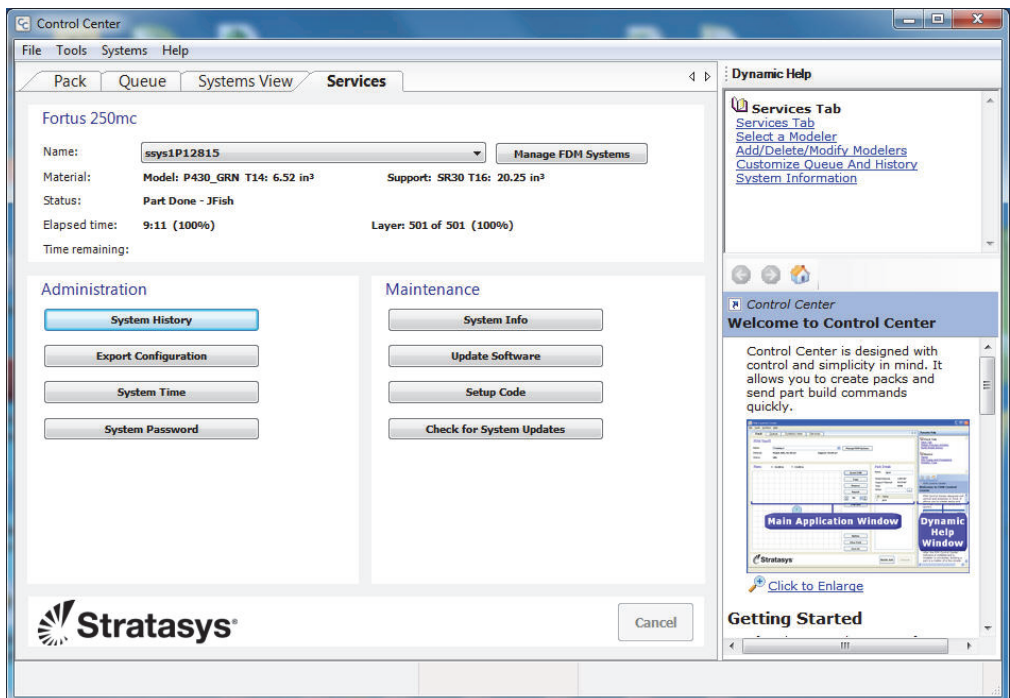 Control Center
File Tools Systems Help
Pack Queue Systems View Services
Fortus 250mc
Name: ssys1P12815 Manage FDM Systems
Material: Model: P430_GRN T14: 6.52 in³ Support: SR30 T16: 20.25 in³
Status: Part Done - JFish
Elapsed time: 9:11 (100%) Layer: 501 of 501 (100%)
Time remaining:
Administration
System History
Export Configuration
System Time
System Password
Maintenance
System Info
Update Software
Setup Code
Check for System Updates
Stratasys
Cancel
Dynamic Help
Services Tab
Services Tab
Select a Modeler
Add/Delete/Modify Modelers
Customize Queue And History
System Information
Control Center
Welcome to Control Center
Control Center is designed with
control and simplicity in mind. It
allows you to create packs and
send part build commands
quickly.
Main Application Window
Dynamic
Help
Window
Stratasys
Click to Enlarge
Getting Started